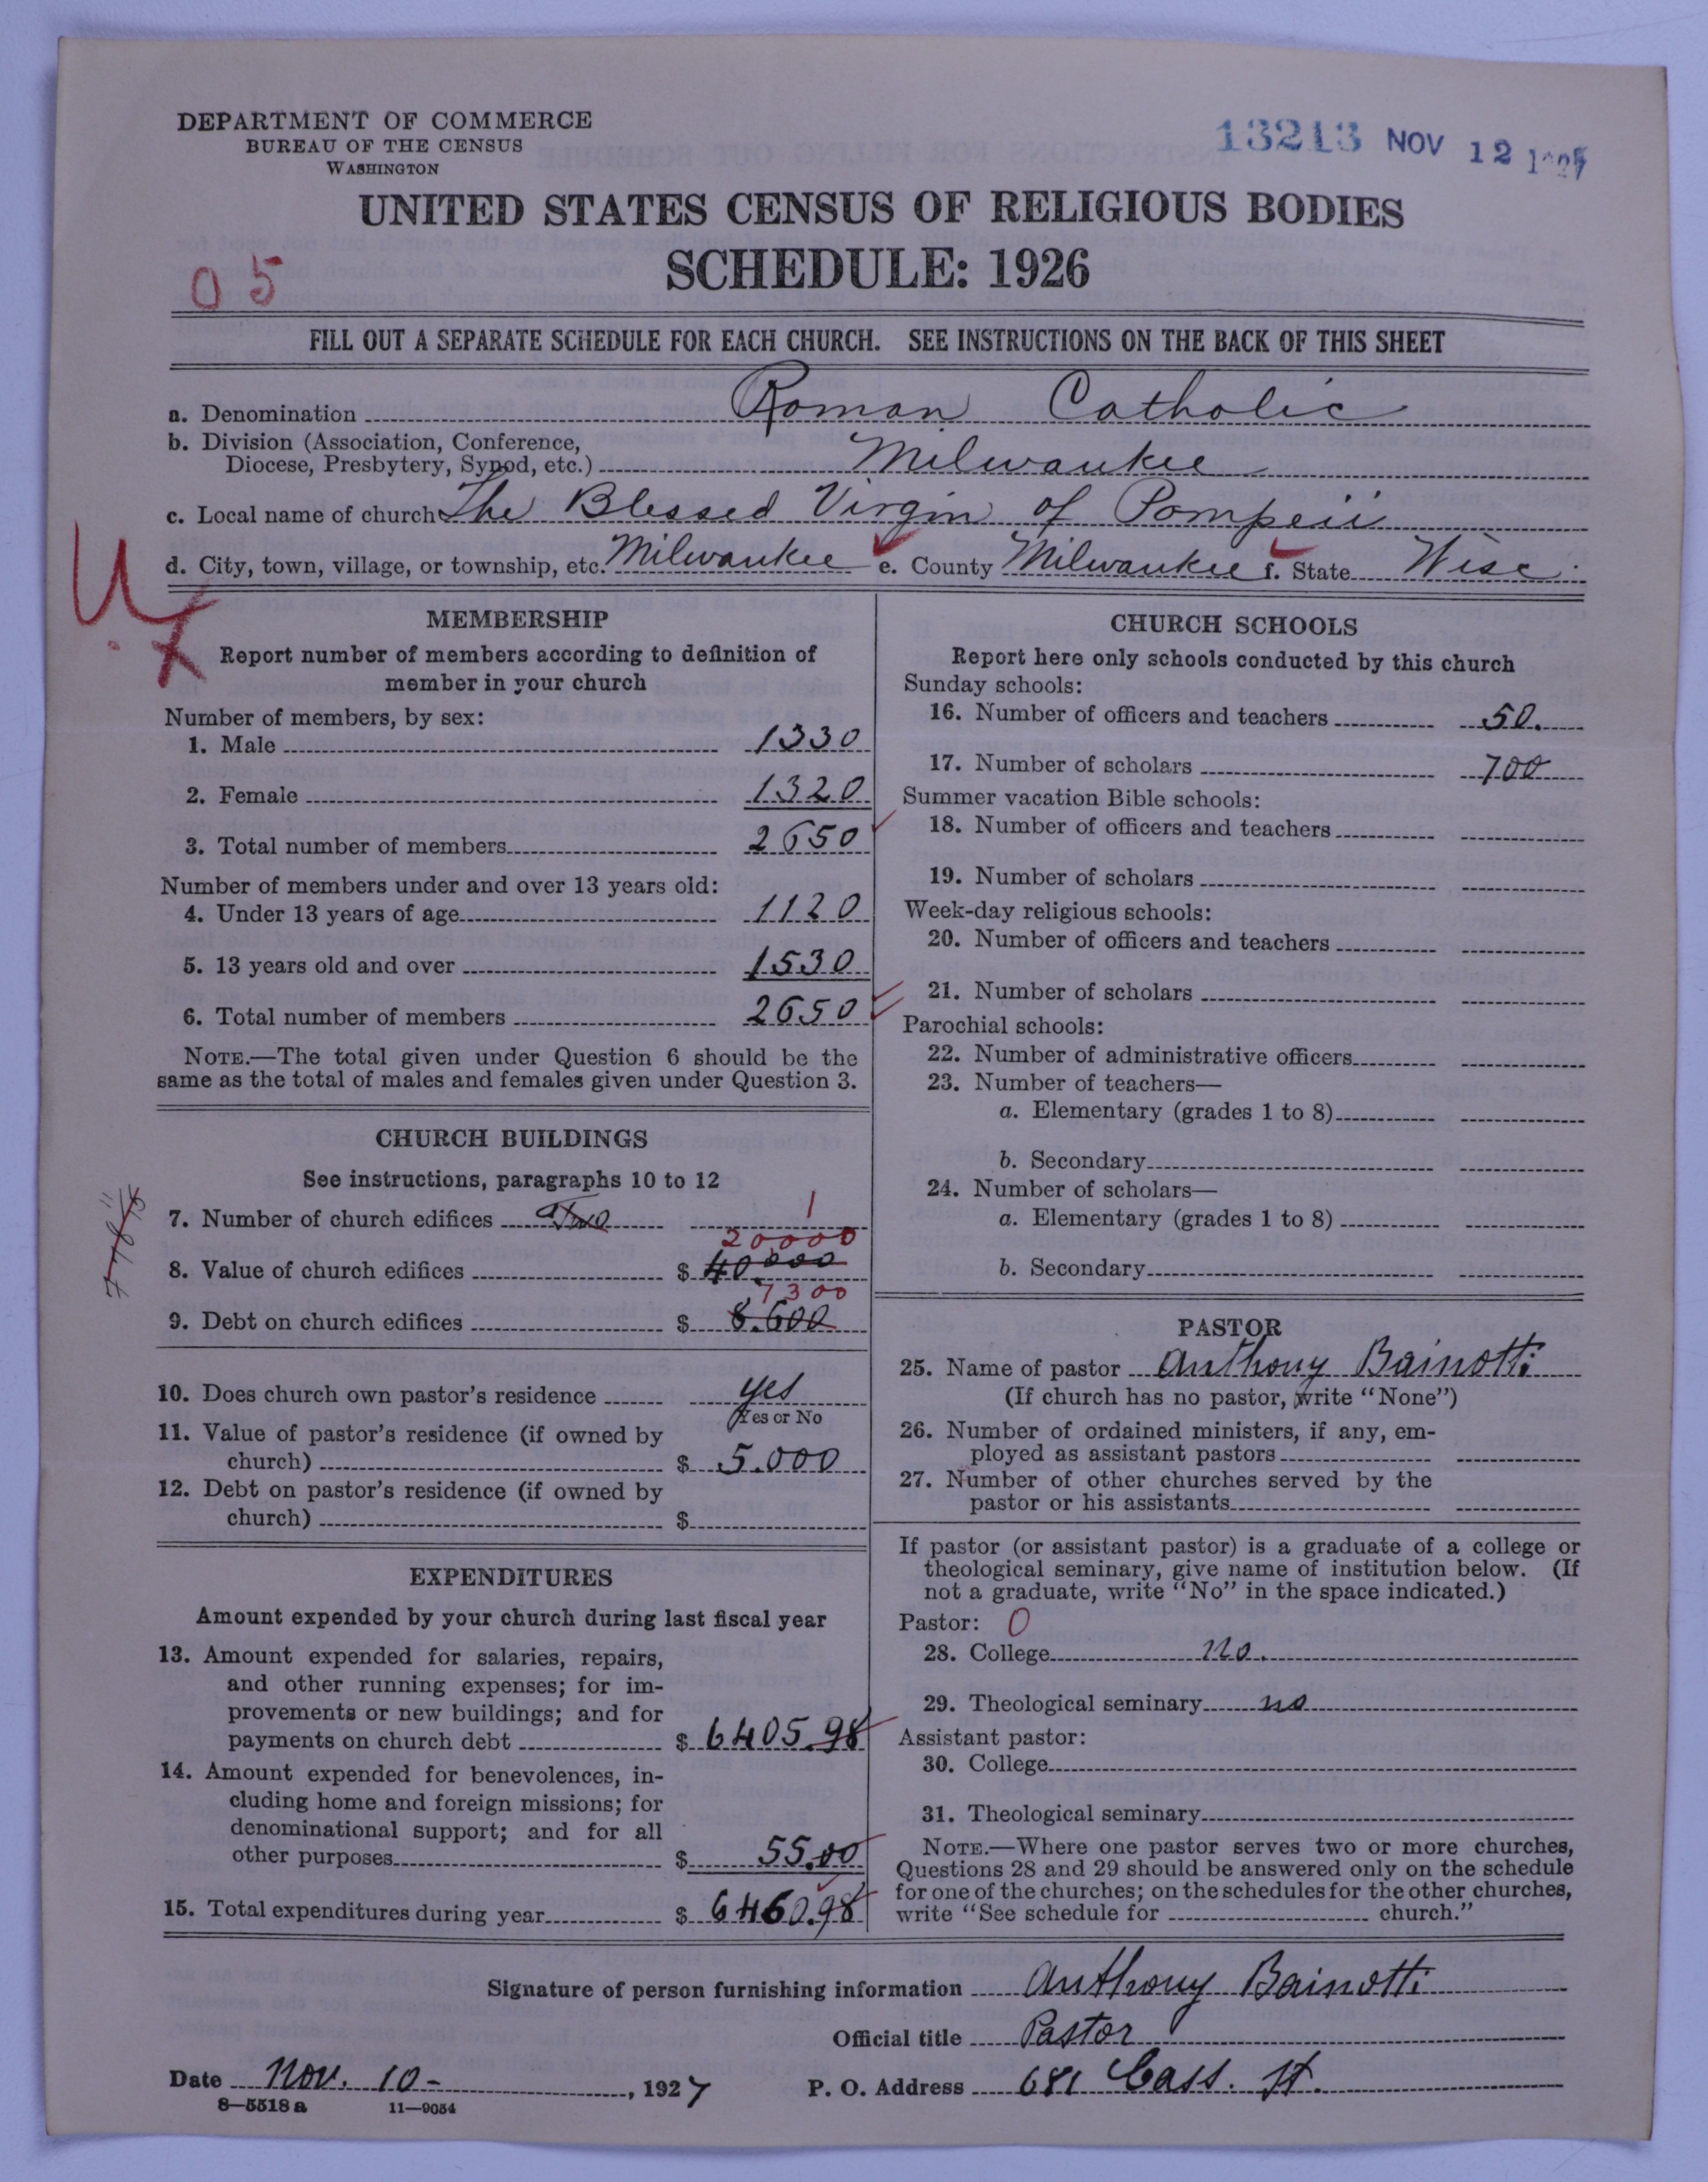 DEPARTMENT OF COMMERCE
BUREAU OF THE CENSUS
WASHINGTON
13213 NOV 12 1927
UNITED STATES CENSUS OF RELIGIOUS BODIES
SCHEDULE: 1926
05
FILL OUT A SEPARATE SCHEDULE FOR EACH CHURCH. SEE INSTRUCTIONS ON THE BACK OF THIS SHEET
a. Denomination Roman Catholic
b. Division (Association, Conference,
Diocese, Presbytery, Synod, etc.) Milwaukee
c. Local name of church The Blessed Virgin of Pompeii
d. City, town, village, or township, etc. Milwaukee e. County Milwaukee f. State Wisc.
U
X
MEMBERSHIP
Report number of members according to definition of
member in your church
Number of members, by sex:
1. Male 1330
2. Female 1320
3. Total number of members 2650
Number of members under and over 13 years old:
4. Under 13 years of age 1120
5. 13 years old and over 1530
6. Total number of members 2650
NOTE.—The total given under Question 6 should be the
same as the total of males and females given under Question 3.
CHURCH BUILDINGS
See instructions, paragraphs 10 to 12
7. Number of church edifices Two 1
20000
8. Value of church edifices $ 40.000
7300
9. Debt on church edifices $ 8.600
10. Does church own pastor's residence yes
Yes or No
11. Value of pastor's residence (if owned by
church) $ 5.000
12. Debt on pastor's residence (if owned by
church) $
EXPENDITURES
Amount expended by your church during last fiscal year
13. Amount expended for salaries, repairs,
and other running expenses; for im-
provements or new buildings; and for
payments on church debt $ 6405.98
14. Amount expended for benevolences, in-
cluding home and foreign missions; for
denominational support; and for all
other purposes $ 55.00
15. Total expenditures during year $ 6460.98
CHURCH SCHOOLS
Report here only schools conducted by this church
Sunday schools:
16. Number of officers and teachers 50.
17. Number of scholars 700
Summer vacation Bible schools:
18. Number of officers and teachers
19. Number of scholars
Week-day religious schools:
20. Number of officers and teachers
21. Number of scholars
Parochial schools:
22. Number of administrative officers
23. Number of teachers—
a. Elementary (grades 1 to 8)
b. Secondary
24. Number of scholars—
a. Elementary (grades 1 to 8)
b. Secondary
PASTOR
25. Name of pastor Anthony Bainotti
(If church has no pastor, write "None")
26. Number of ordained ministers, if any, em-
ployed as assistant pastors
27. Number of other churches served by the
pastor or his assistants
If pastor (or assistant pastor) is a graduate of a college or
theological seminary, give name of institution below. (If
not a graduate, write "No" in the space indicated.)
Pastor: 0
28. College no.
29. Theological seminary no
Assistant pastor:
30. College
31. Theological seminary
NOTE.—Where one pastor serves two or more churches,
Questions 28 and 29 should be answered only on the schedule
for one of the churches; on the schedules for the other churches,
write "See schedule for church."
Signature of person furnishing information Anthony Bainotti
Official title Pastor
Date Nov. 10- , 1927 P. O. Address 681 Cass. St.
8—5518 a 11—9054